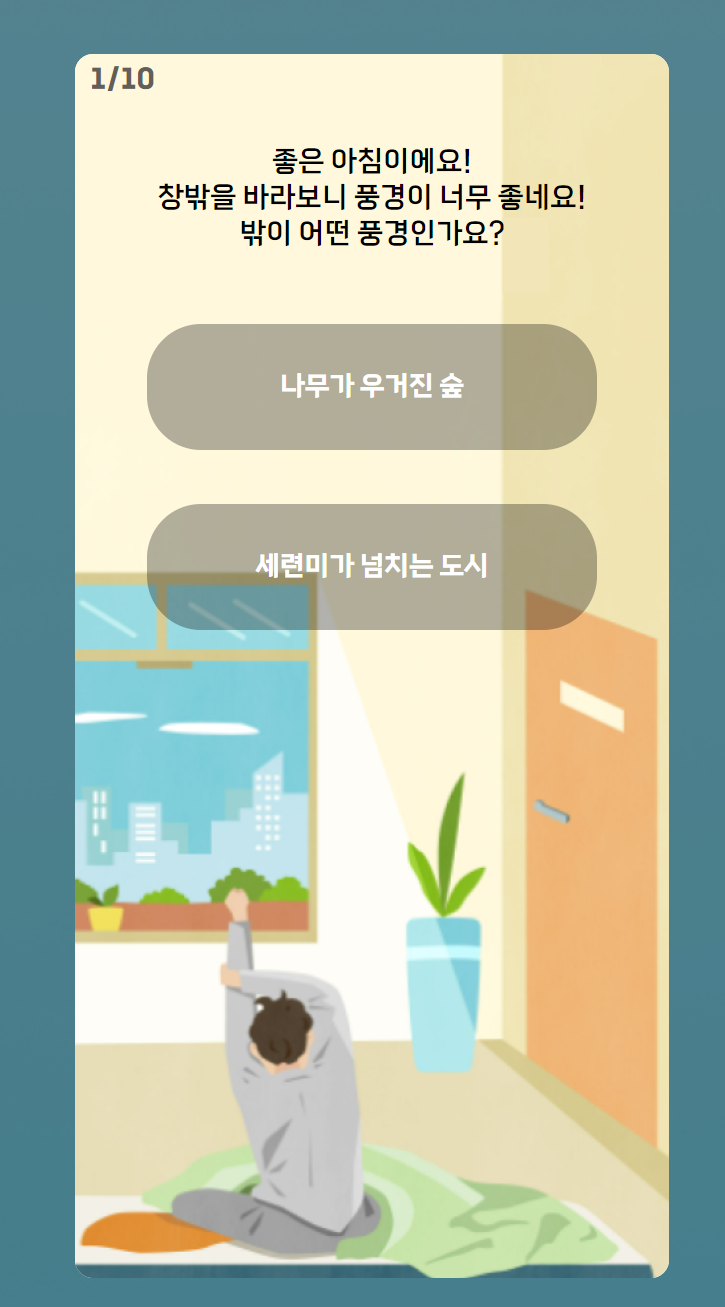 1/10
좋은 아침이에요!
창밖을 바라보니 풍경이 너무 좋네요!
밖이 어떤 풍경인가요?
나무가 우거진 숲
세련미가 넘치는 도시